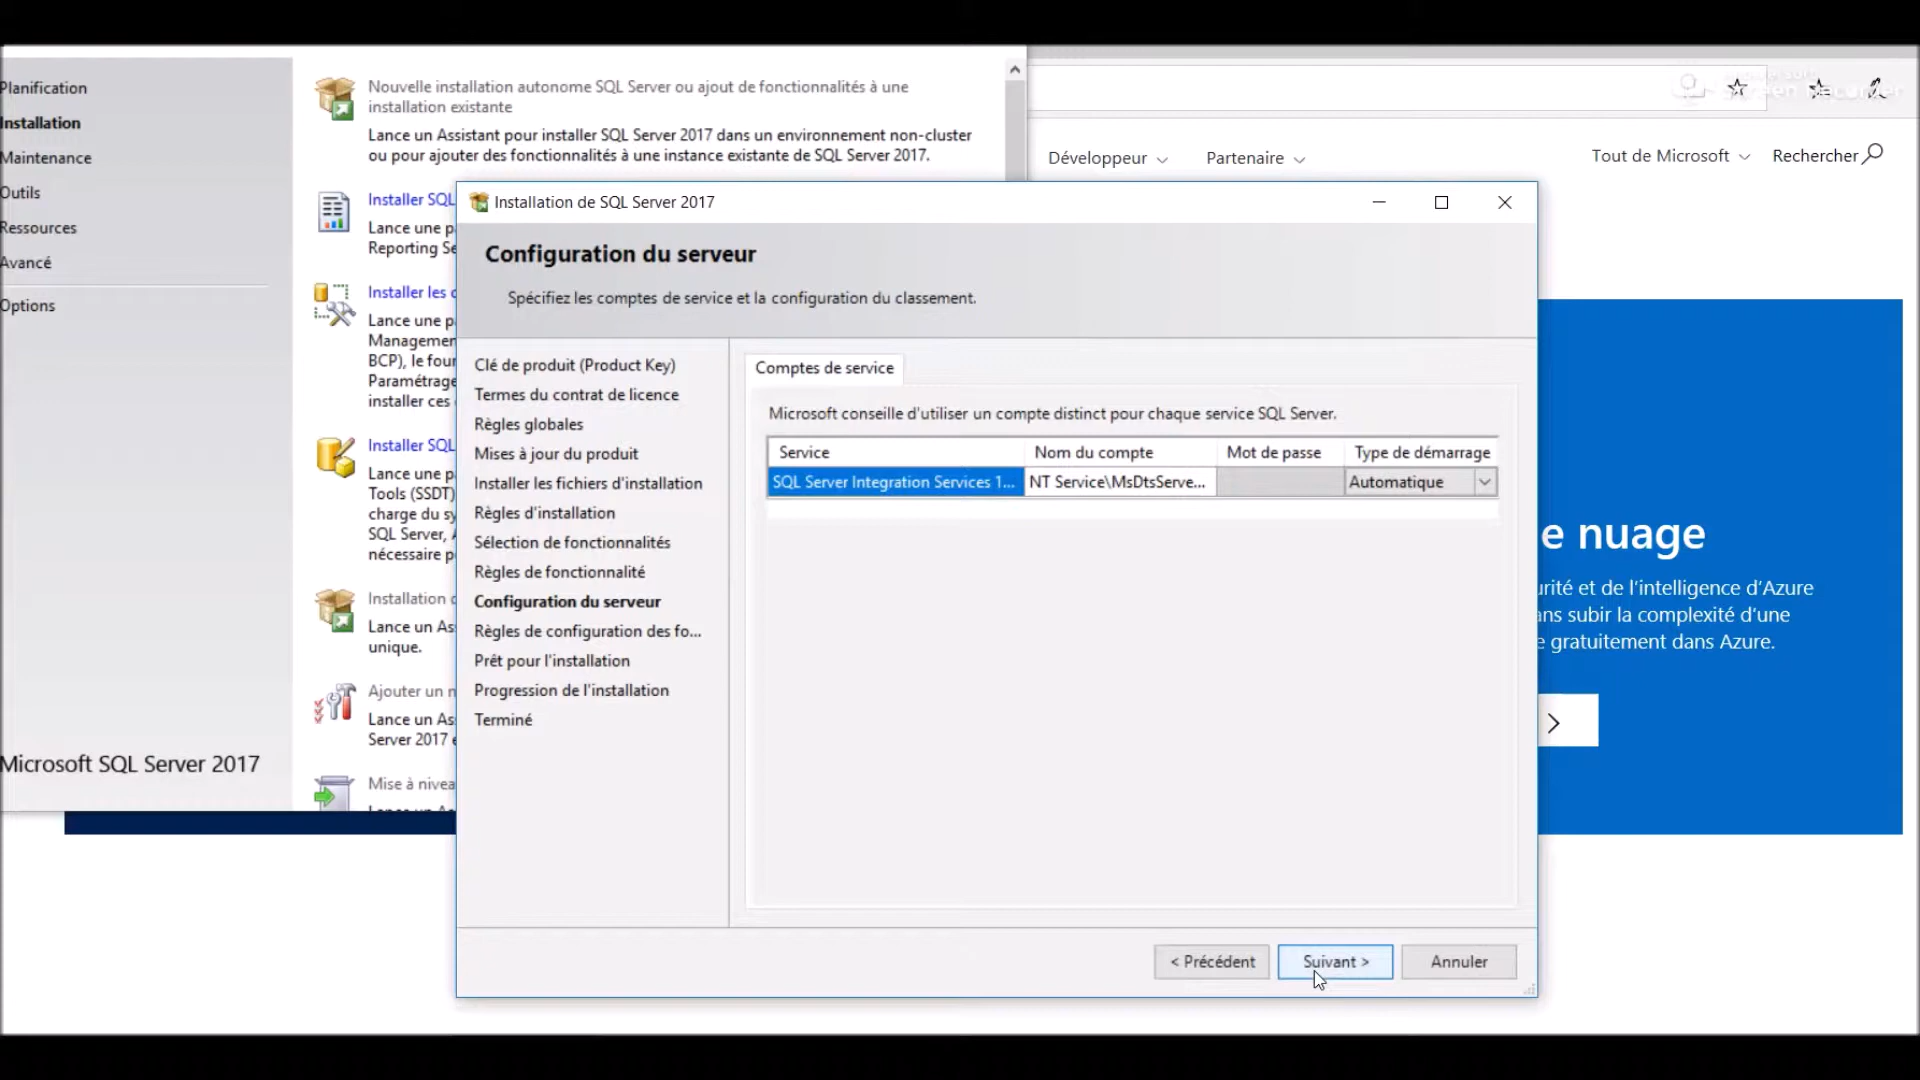 Planification
Installation
Maintenance
Outils
Ressources
Avancé
Options
Microsoft SQL Server 2017
Nouvelle installation autonome SQL Server ou ajout de fonctionnalités à une
installation existante
Lance un Assistant pour installer SQL Server 2017 dans un environnement non-cluster
ou pour ajouter des fonctionnalités à une instance existante de SQL Server 2017.
Installer SQL
Lance une p
Reporting Se
Installer les
Lance une p
Management
BCP), le four
Paramétrage
installer ces
Installer SQL
Lance une p
Tools (SSDT)
charge du sy
SQL Server, A
nécessaire p
Installation
Lance un As
unique.
Ajouter un n
Lance un As
Server 2017 e
Mise à nivea
Développeur
Partenaire
Tout de Microsoft
Rechercher
Installation de SQL Server 2017
Configuration du serveur
Spécifiez les comptes de service et la configuration du classement.
Clé de produit (Product Key)
Termes du contrat de licence
Règles globales
Mises à jour du produit
Installer les fichiers d'installation
Règles d'installation
Sélection de fonctionnalités
Règles de fonctionnalité
Configuration du serveur
Règles de configuration des fo...
Prêt pour l'installation
Progression de l'installation
Terminé
Comptes de service
Microsoft conseille d'utiliser un compte distinct pour chaque service SQL Server.
Service Nom du compte Mot de passe Type de démarrage
SQL Server Integration Services 1... NT Service\MsDtsServe... Automatique
< Précédent Suivant > Annuler
e nuage
urité et de l'intelligence d'Azure
ans subir la complexité d'une
e gratuitement dans Azure.